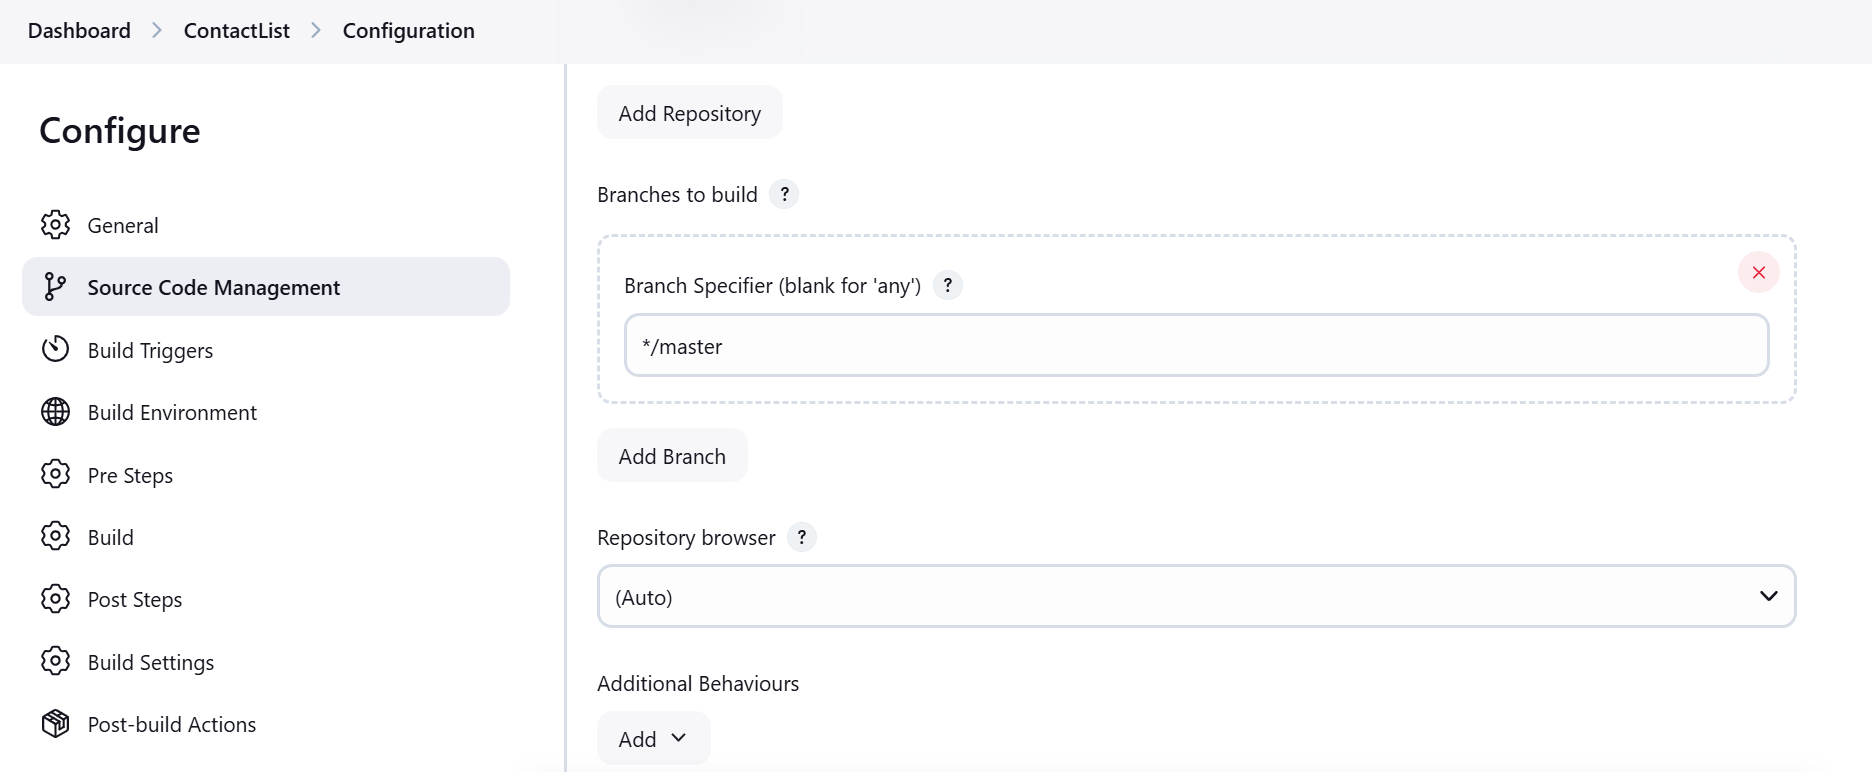 Dashboard > ContactList > Configuration
Configure
General
Source Code Management
Build Triggers
Build Environment
Pre Steps
Build
Post Steps
Build Settings
Post-build Actions
Add Repository
Branches to build ?
Branch Specifier (blank for 'any') ?
*/master
Add Branch
Repository browser ?
(Auto)
Additional Behaviours
Add